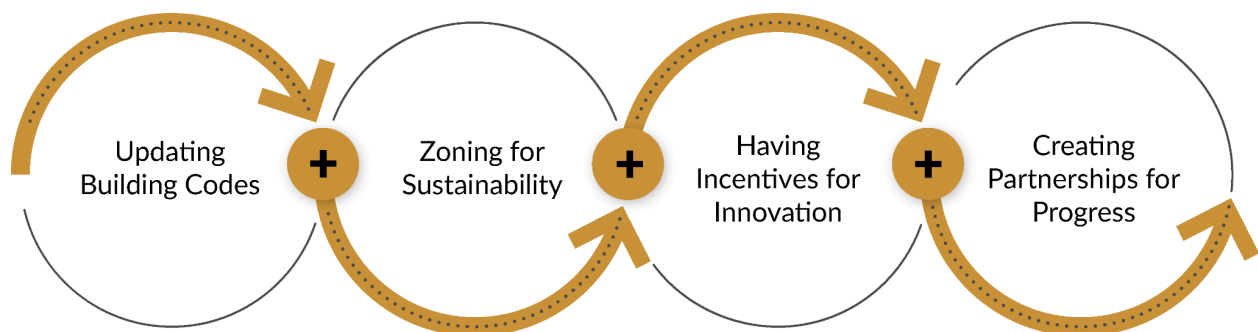 Updating
Building Codes
+
Zoning for
Sustainability
+
Having
Incentives for
Innovation
+
Creating
Partnerships for
Progress